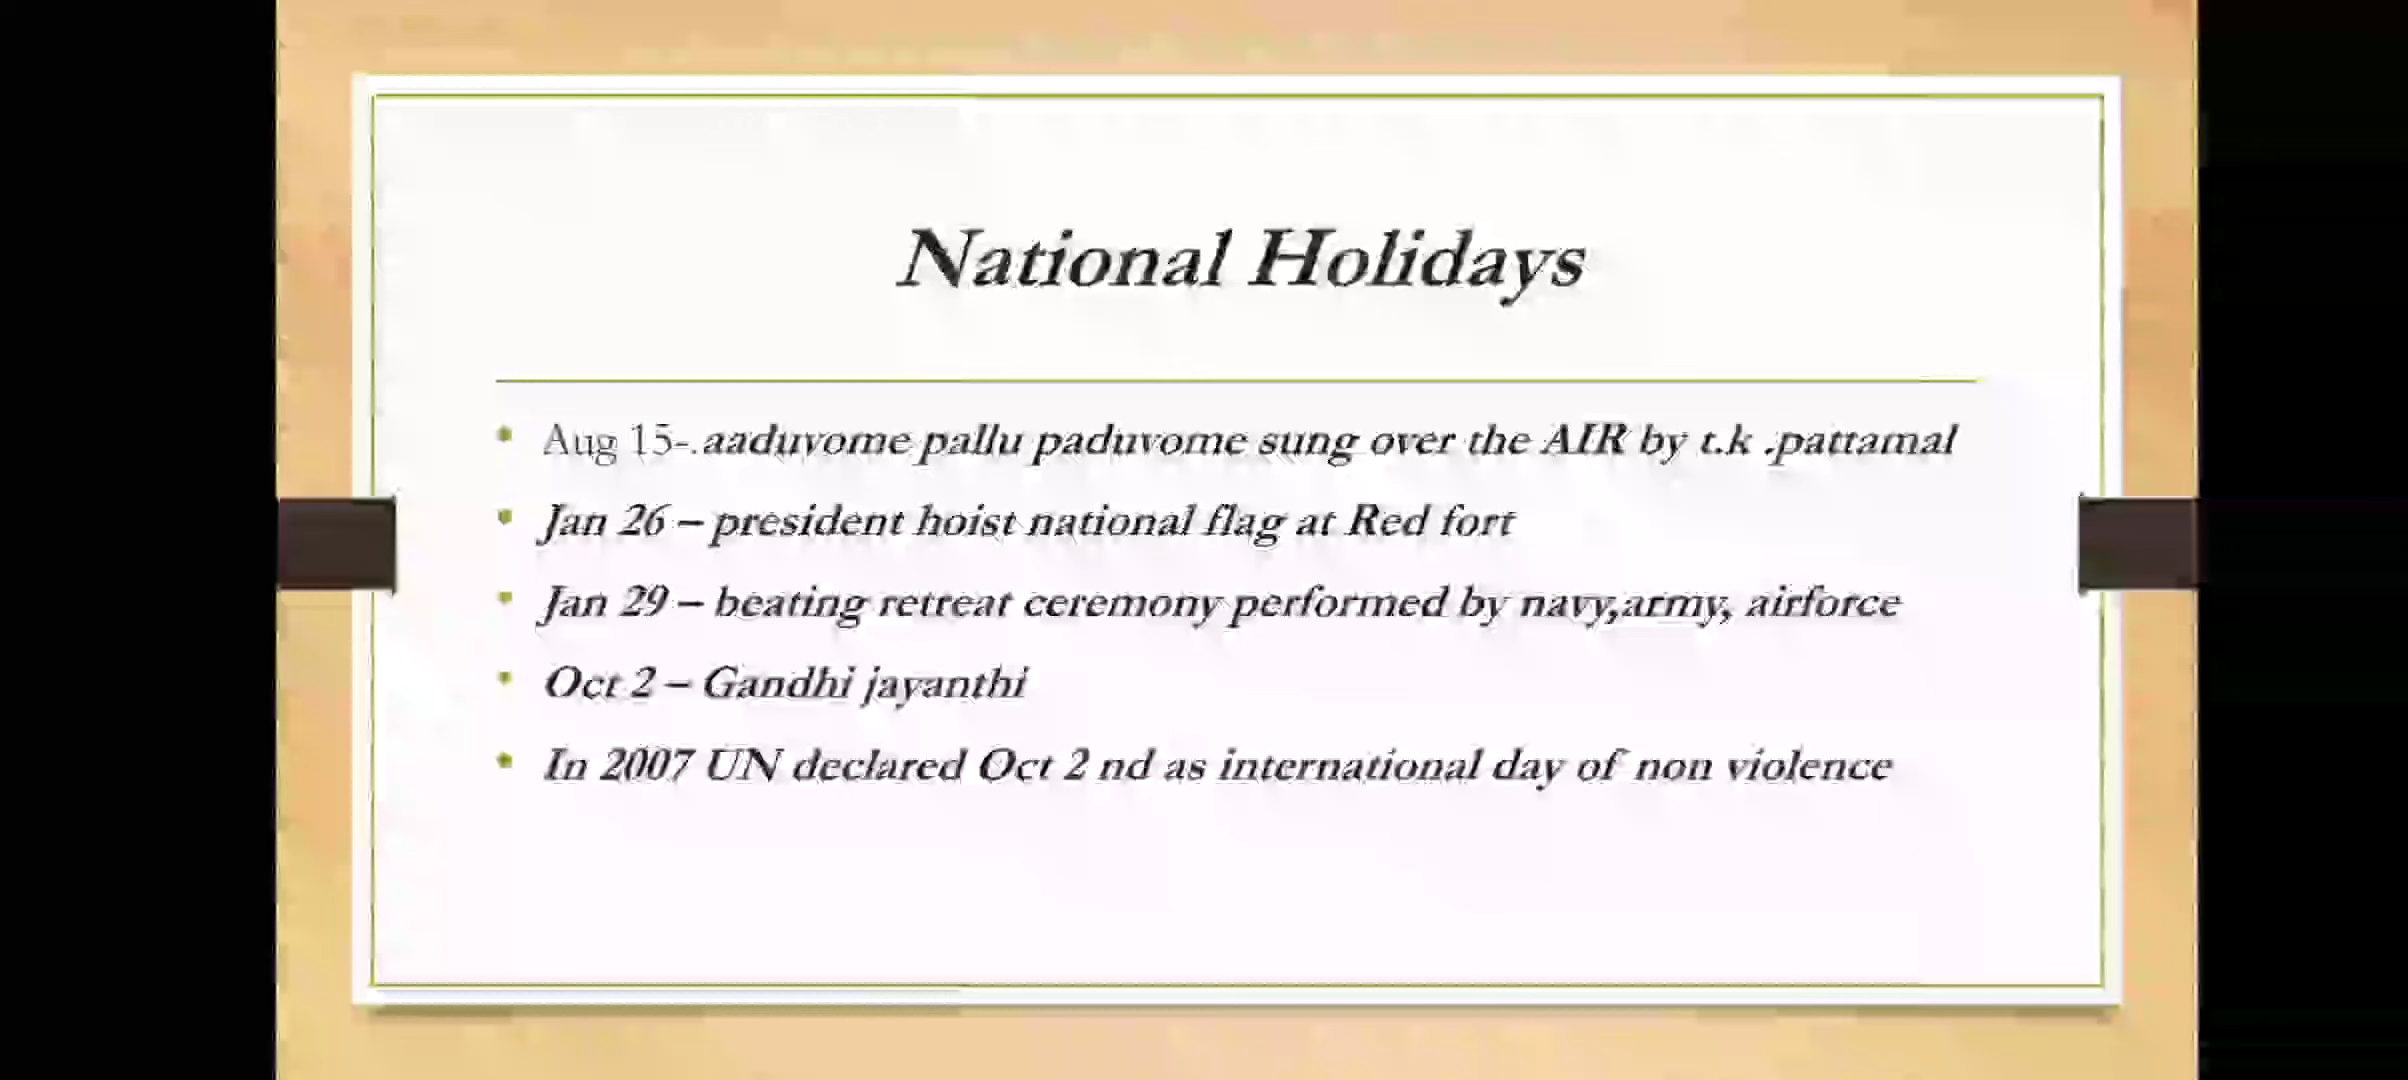 National Holidays
• Aug 15-.aaduvome pallu paduvome sung over the AIR by t.k .pattamal
• Jan 26 – president hoist national flag at Red fort
• Jan 29 – beating retreat ceremony performed by navy,army, airforce
• Oct 2 – Gandhi jayanthi
• In 2007 UN declared Oct 2 nd as international day of non violence